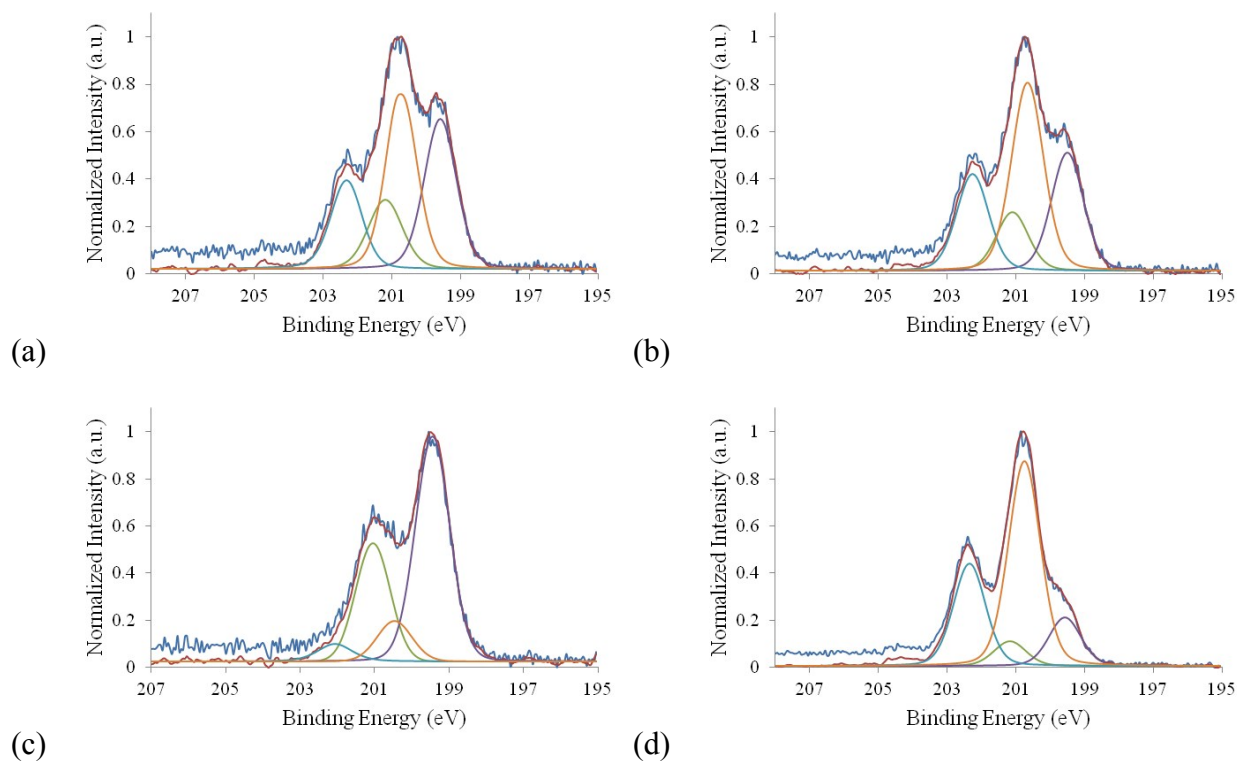 1
0.8
0.6
0.4
0.2
0
Normalized Intensity (a.u.)
207 205 203 201 199 197 195
Binding Energy (eV)
(a)
1
0.8
0.6
0.4
0.2
0
Normalized Intensity (a.u.)
207 205 203 201 199 197 195
Binding Energy (eV)
(b)
1
0.8
0.6
0.4
0.2
0
Normalized Intensity (a.u.)
207 205 203 201 199 197 195
Binding Energy (eV)
(c)
1
0.8
0.6
0.4
0.2
0
Normalized Intensity (a.u.)
207 205 203 201 199 197 195
Binding Energy (eV)
(d)